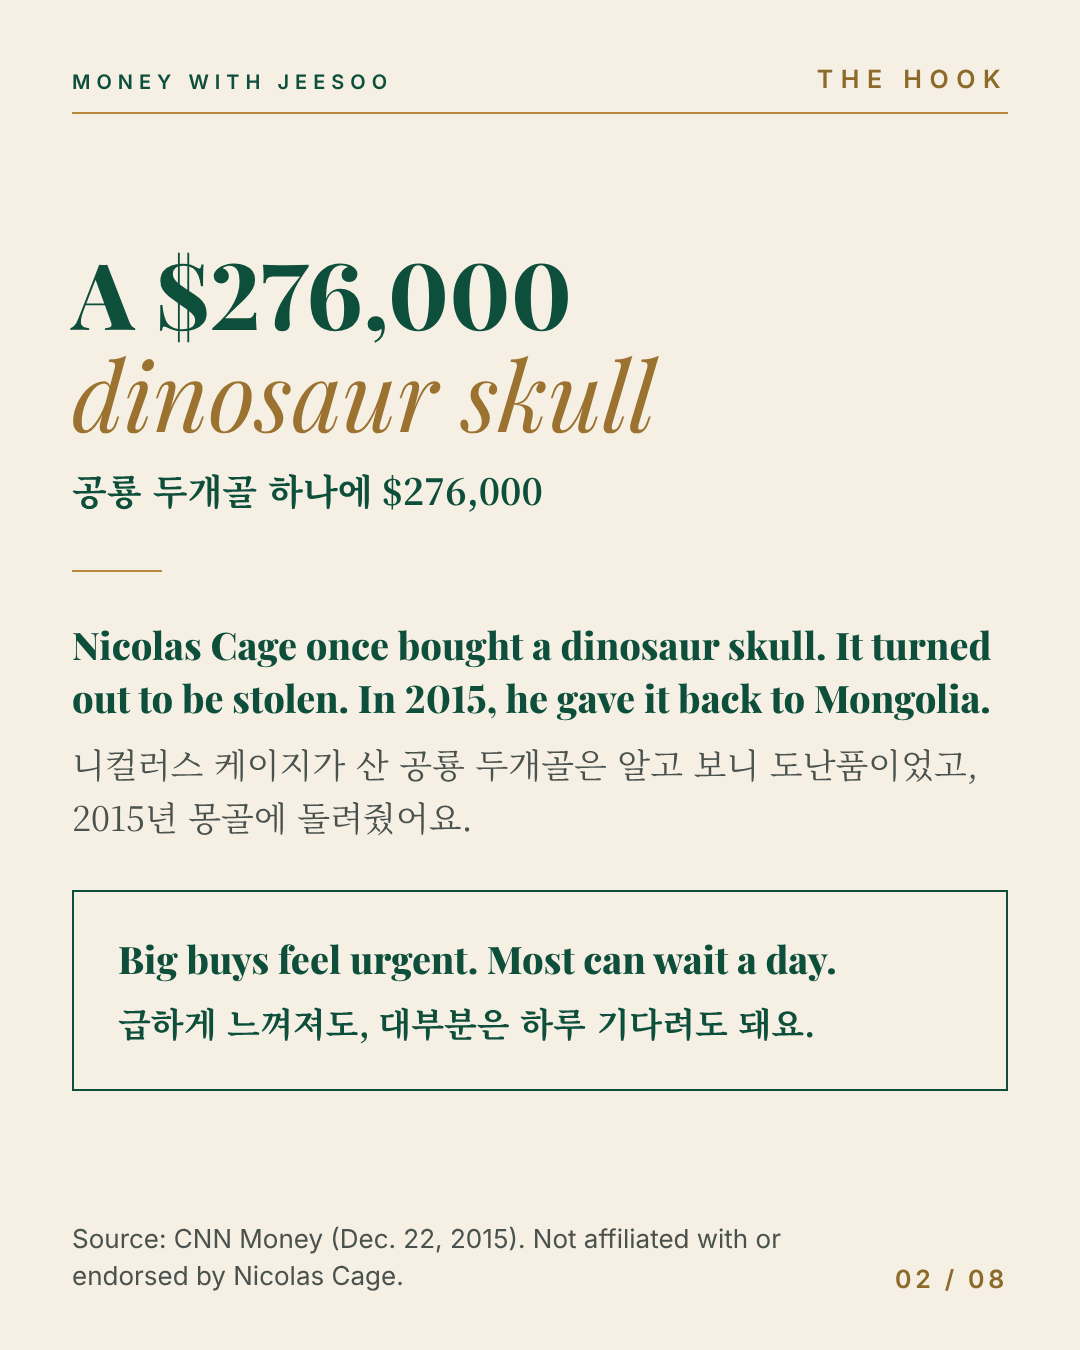 MONEY WITH JEESOO
THE HOOK
A $276,000
dinosaur skull
공룡 두개골 하나에 $276,000
Nicolas Cage once bought a dinosaur skull. It turned
out to be stolen. In 2015, he gave it back to Mongolia.
니컬러스 케이지가 산 공룡 두개골은 알고 보니 도난품이었고,
2015년 몽골에 돌려줬어요.
Big buys feel urgent. Most can wait a day.
급하게 느껴져도, 대부분은 하루 기다려도 돼요.
Source: CNN Money (Dec. 22, 2015). Not affiliated with or
endorsed by Nicolas Cage.
02 / 08